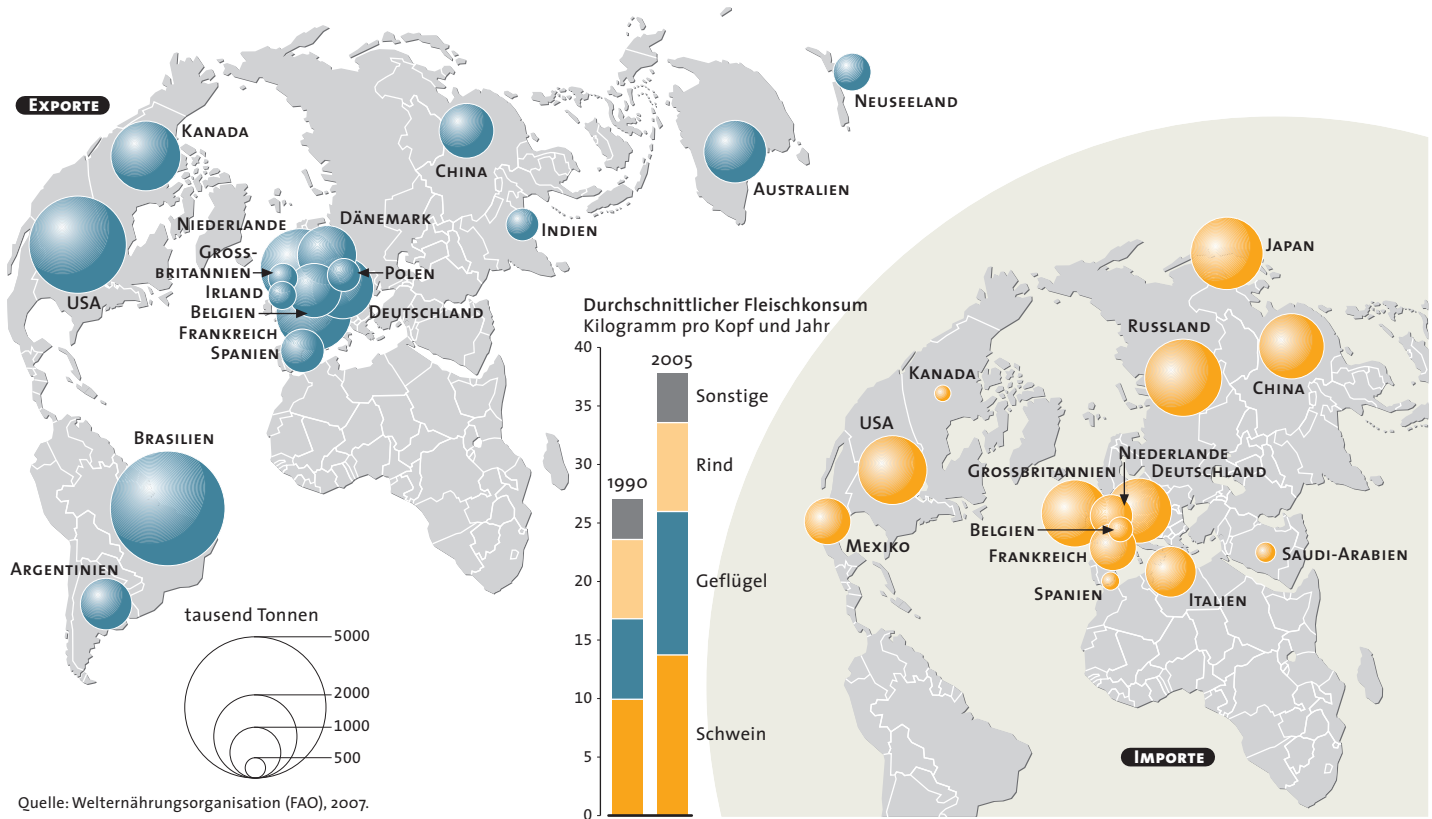 EXPORTE
KANADA
USA
BRASILIEN
ARGENTINIEN
NIEDERLANDE
GROSS-
BRITANNIEN
IRLAND
BELGIEN
FRANKREICH
SPANIEN
DÄNEMARK
POLEN
DEUTSCHLAND
CHINA
INDIEN
AUSTRALIEN
NEUSEELAND
tausend Tonnen
5000
2000
1000
500
Quelle: Welternährungsorganisation (FAO), 2007.
Durchschnittlicher Fleischkonsum
Kilogramm pro Kopf und Jahr
40
35
30
25
20
15
10
5
0
1990
2005
Sonstige
Rind
Geflügel
Schwein
JAPAN
RUSSLAND
CHINA
KANADA
USA
MEXIKO
GROSSBRITANNIEN
NIEDERLANDE
DEUTSCHLAND
BELGIEN
FRANKREICH
SPANIEN
ITALIEN
SAUDI-ARABIEN
IMPORTE